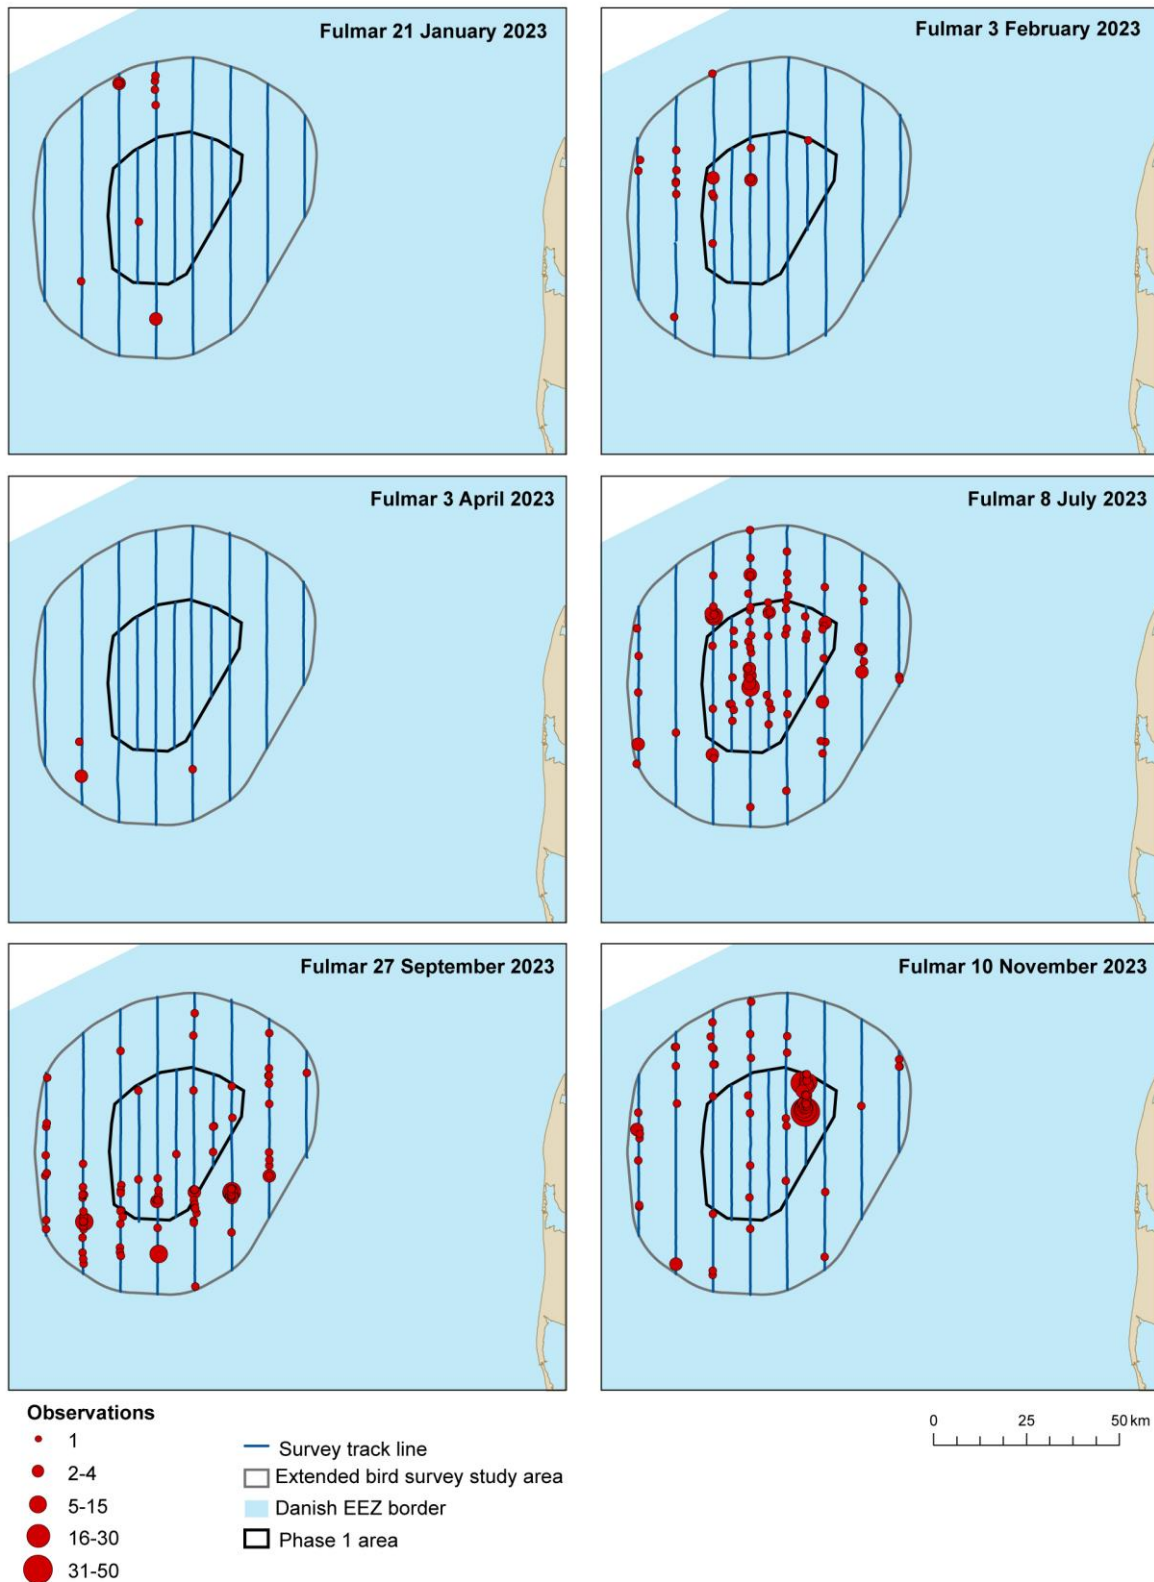 Fulmar 21 January 2023
Fulmar 3 February 2023
Fulmar 3 April 2023
Fulmar 8 July 2023
Fulmar 27 September 2023
Fulmar 10 November 2023
Observations
1
2-4
5-15
16-30
31-50
Survey track line
Extended bird survey study area
Danish EEZ border
Phase 1 area
0 25 50 km